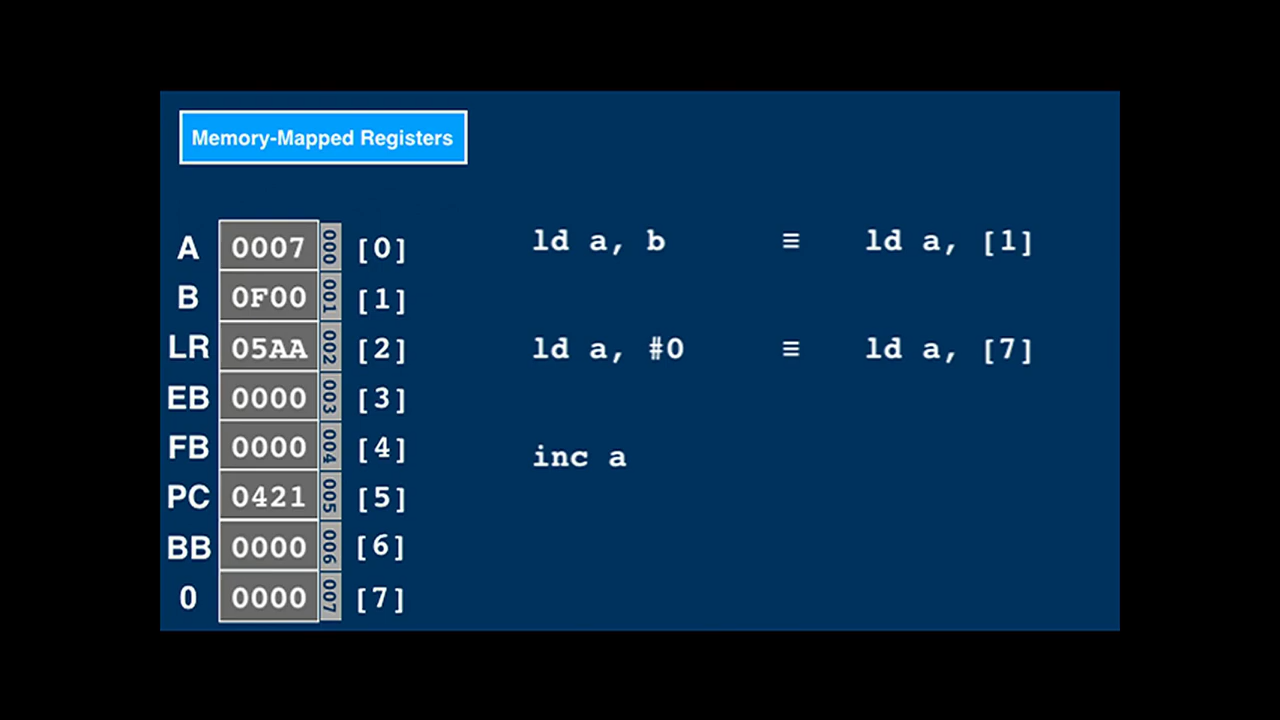 Memory-Mapped Registers
A 0007 000 [0] ld a, b ≡ ld a, [1]
B 0F00 001 [1]
LR 05AA 002 [2] ld a, #0 ≡ ld a, [7]
EB 0000 003 [3]
FB 0000 004 [4] inc a
PC 0421 005 [5]
BB 0000 006 [6]
0 0000 007 [7]